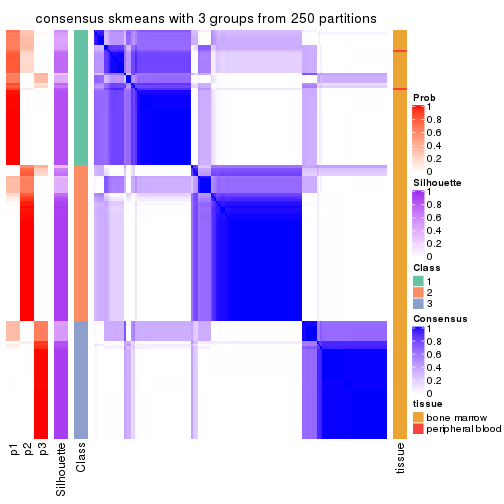 consensus skmeans with 3 groups from 250 partitions
Prob
1
0.8
0.6
0.4
0.2
0
Silhouette
1
0.8
0.6
0.4
0.2
0
Class
1
2
3
Consensus
1
0.8
0.6
0.4
0.2
0
tissue
bone marrow
peripheral blood
p1
p2
p3
Silhouette
Class
tissue